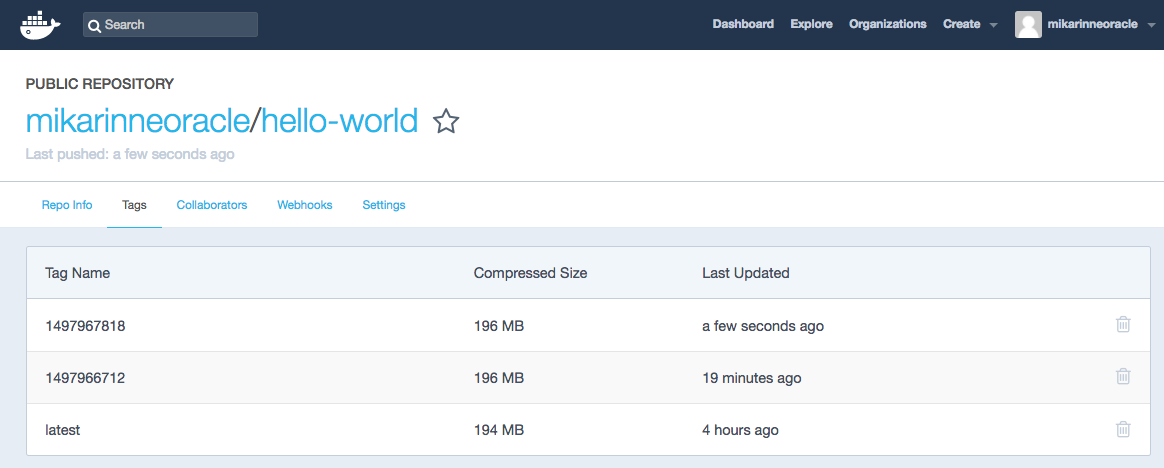 Search Dashboard Explore Organizations Create mikarinneoracle
PUBLIC REPOSITORY
mikarinneoracle/hello-world
Last pushed: a few seconds ago
Repo Info Tags Collaborators Webhooks Settings
Tag Name Compressed Size Last Updated
1497967818 196 MB a few seconds ago
1497966712 196 MB 19 minutes ago
latest 194 MB 4 hours ago